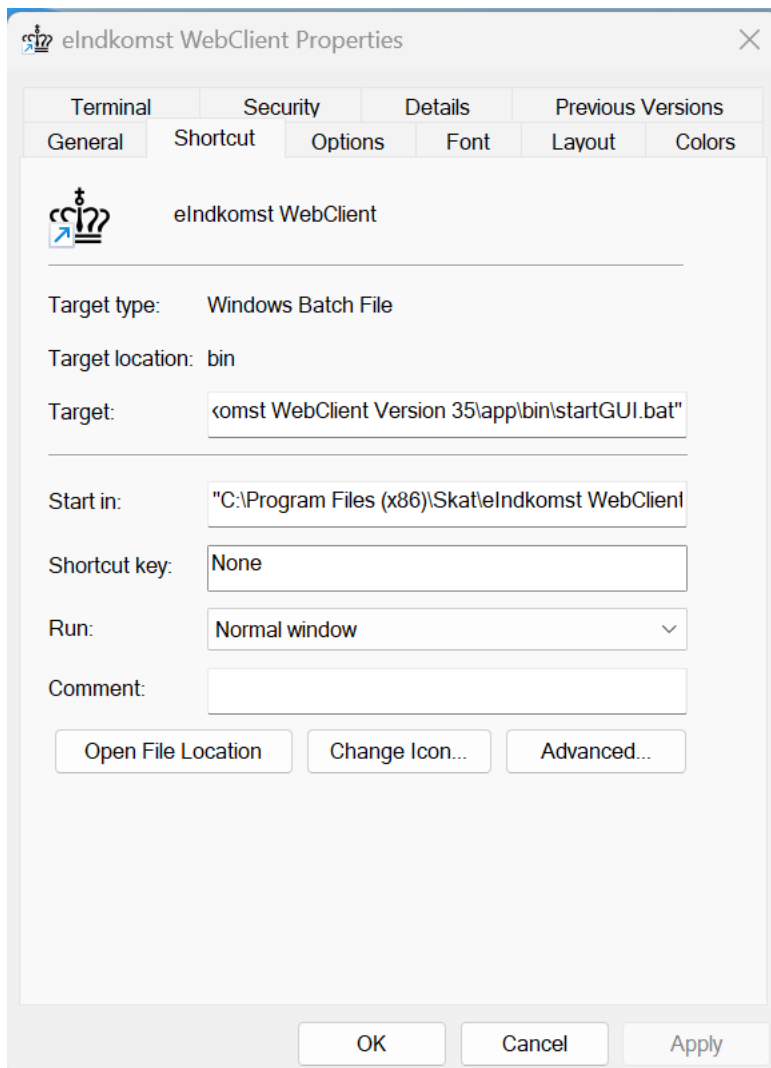 eIndkomst WebClient Properties
Terminal Security Details Previous Versions
General Shortcut Options Font Layout Colors
eIndkomst WebClient
Target type: Windows Batch File
Target location: bin
Target: komst WebClient Version 35\app\bin\startGUI.bat"
Start in: "C:\Program Files (x86)\Skat\eIndkomst WebClient
Shortcut key: None
Run: Normal window
Comment:
Open File Location Change Icon... Advanced...
OK Cancel Apply